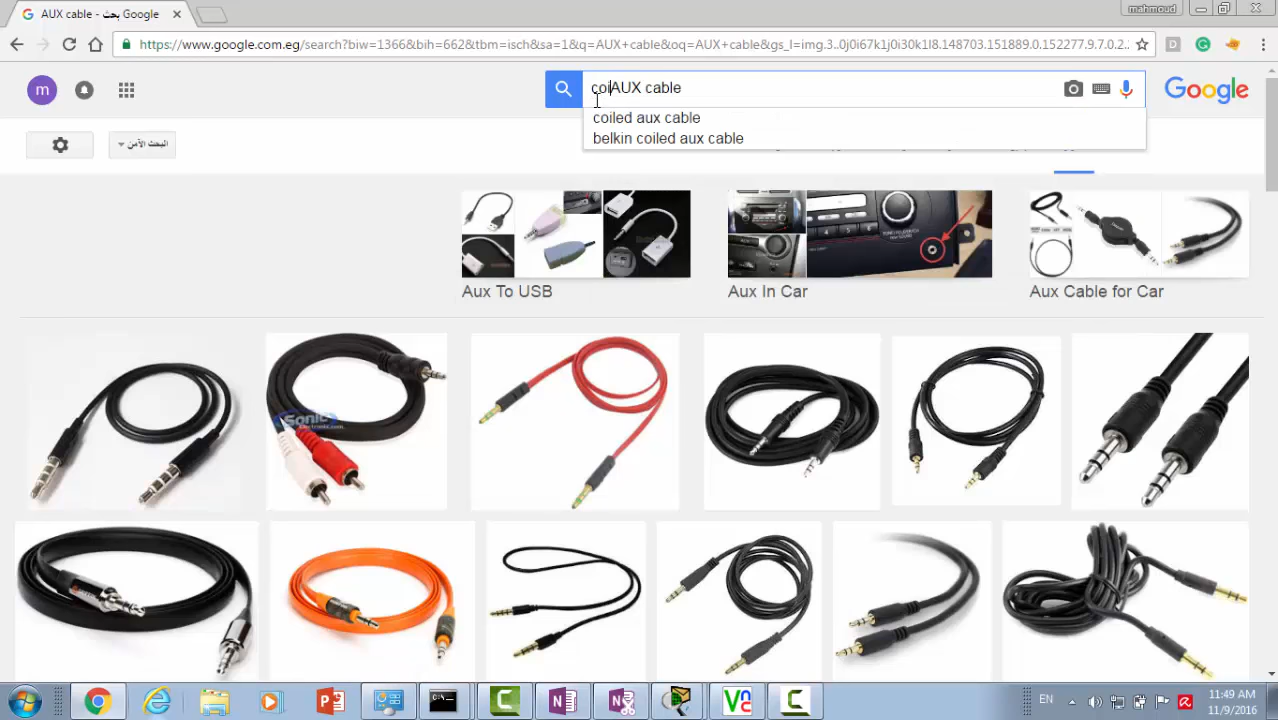 AUX cable - بحث Google
mahmoud
https://www.google.com.eg/search?biw=1366&bih=662&tbm=isch&sa=1&q=AUX+cable&oq=AUX+cable&gs_l=img.3..0j0i67k1j0i30k1l8.148703.151889.0.152277.9.7.0.2.
m
coiAUX cable
Google
coiled aux cable
belkin coiled aux cable
البحث الآمن
Aux To USB
Aux In Car
Aux Cable for Car
Sonic
EN
11:49 AM
11/9/2016